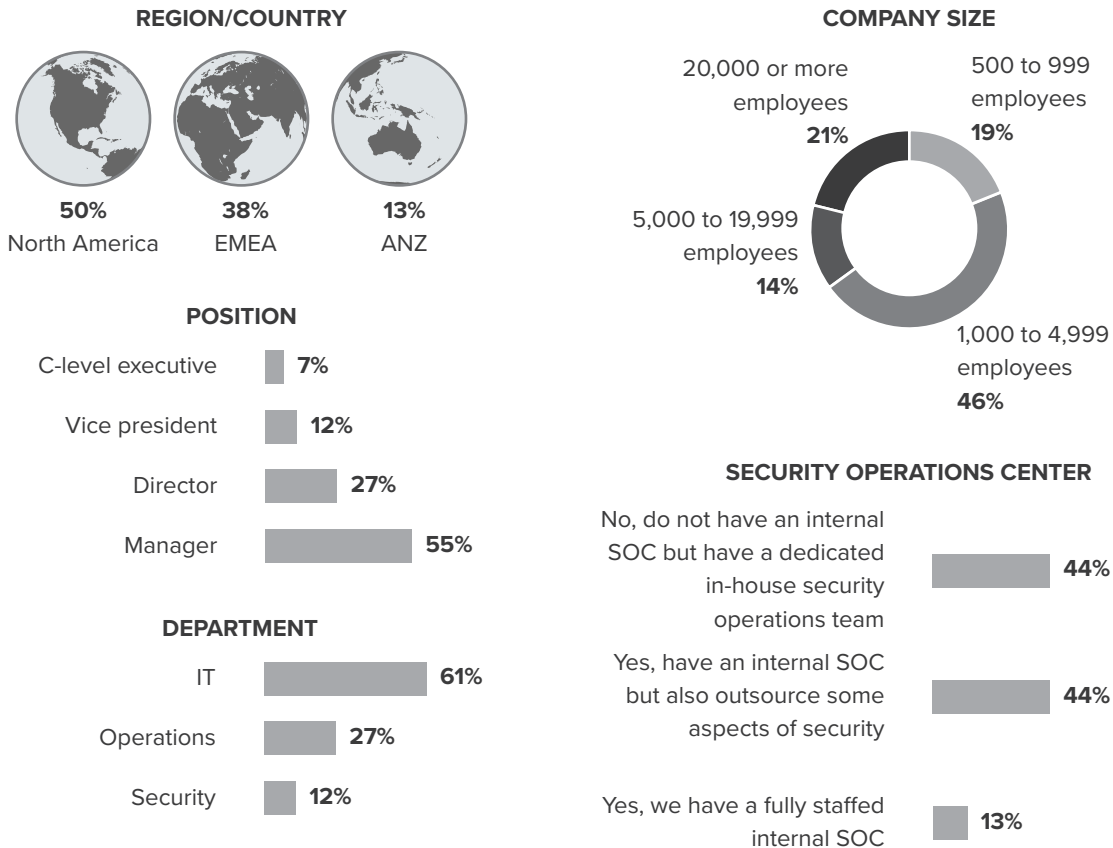 REGION/COUNTRY
50%
North America
38%
EMEA
13%
ANZ
POSITION
C-level executive
7%
Vice president
12%
Director
27%
Manager
55%
DEPARTMENT
IT
61%
Operations
27%
Security
12%
COMPANY SIZE
20,000 or more
employees
21%
500 to 999
employees
19%
5,000 to 19,999
employees
14%
1,000 to 4,999
employees
46%
SECURITY OPERATIONS CENTER
No, do not have an internal
SOC but have a dedicated
in-house security
operations team
44%
Yes, have an internal SOC
but also outsource some
aspects of security
44%
Yes, we have a fully staffed
internal SOC
13%